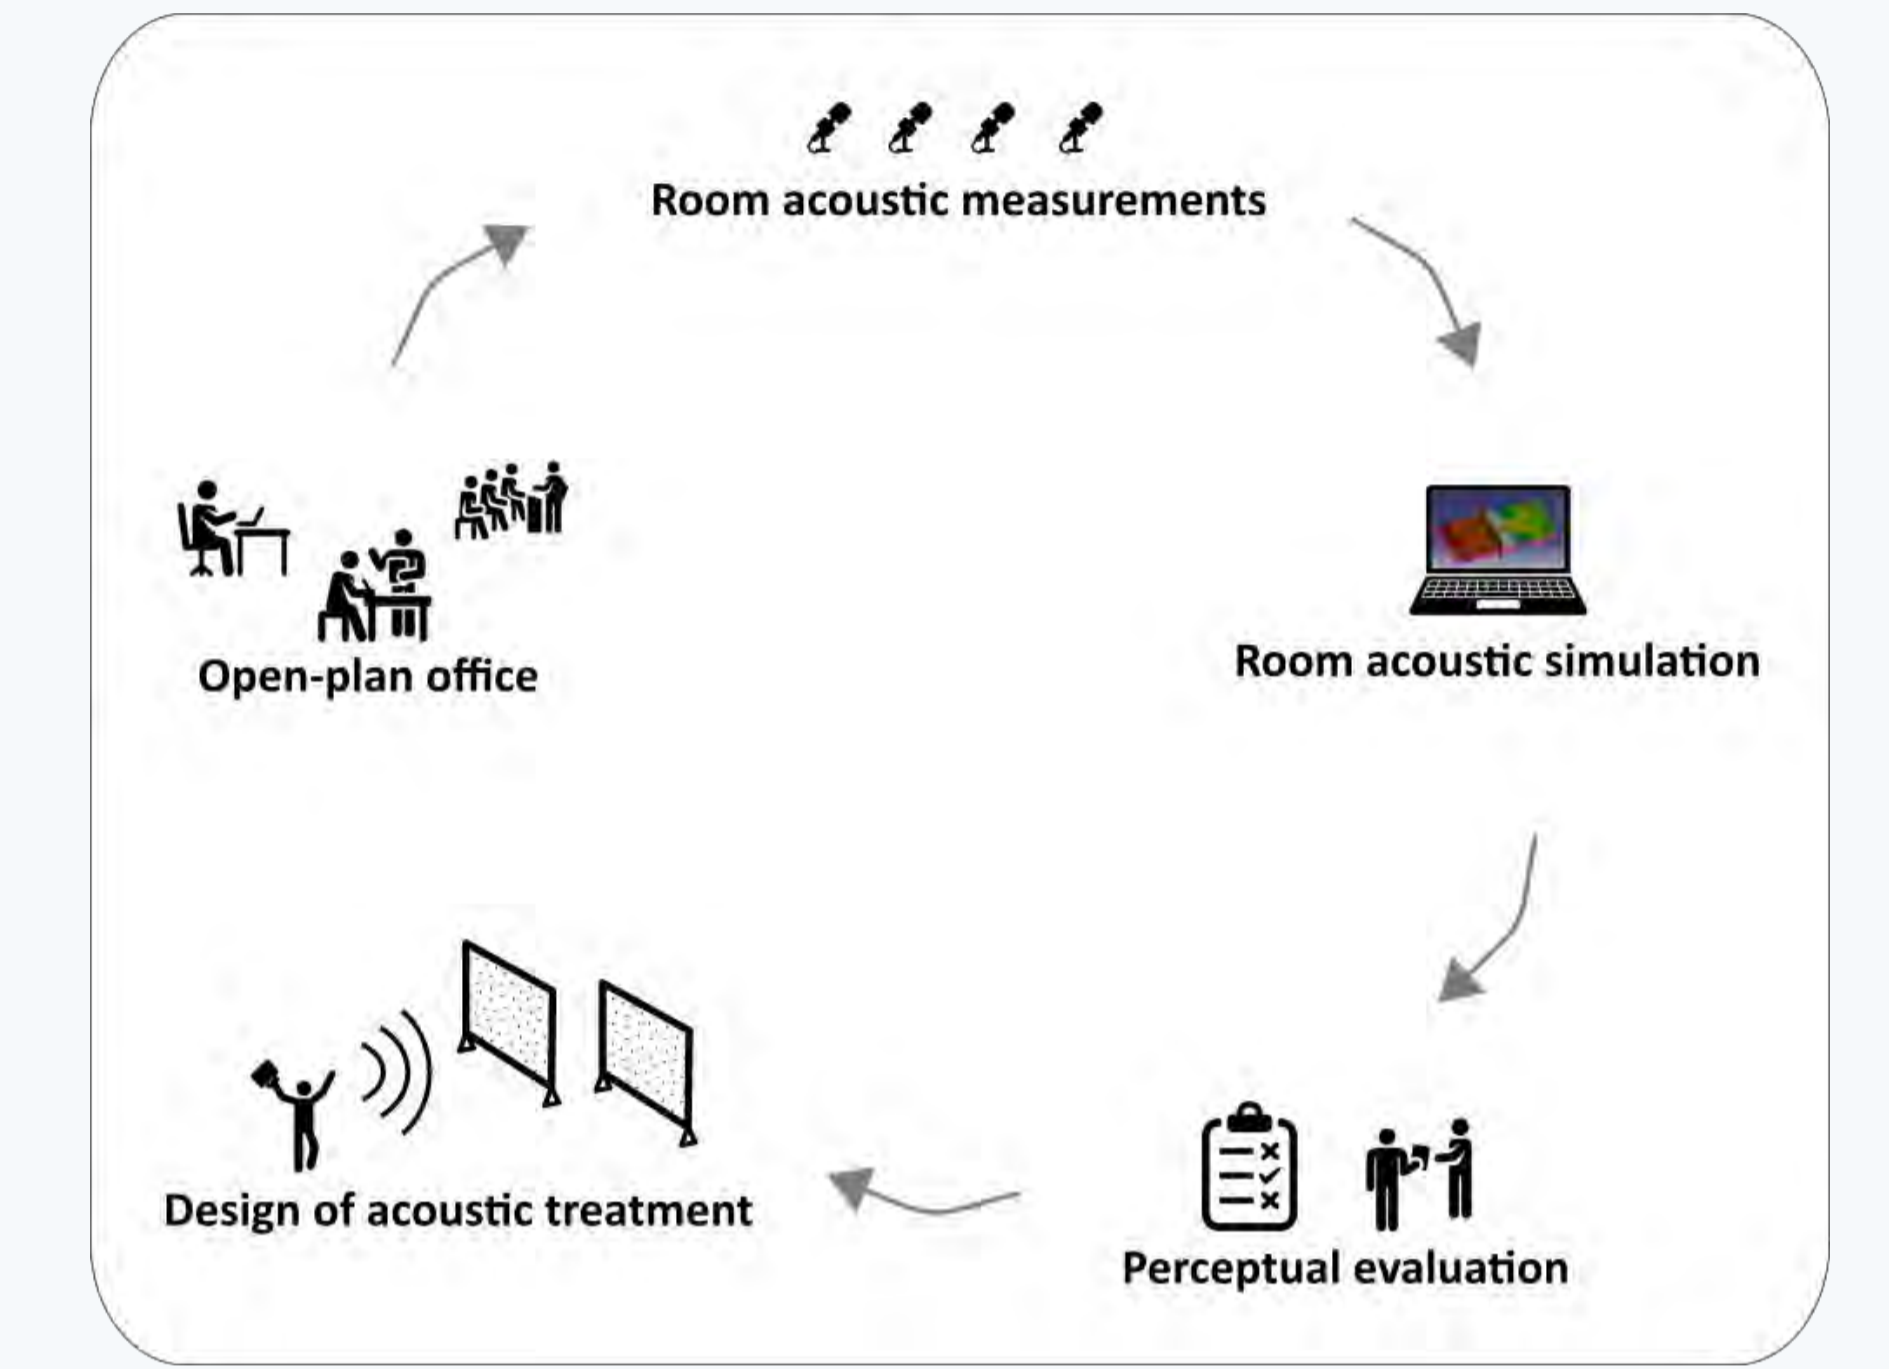 Room acoustic measurements
Open-plan office
Room acoustic simulation
Design of acoustic treatment
Perceptual evaluation